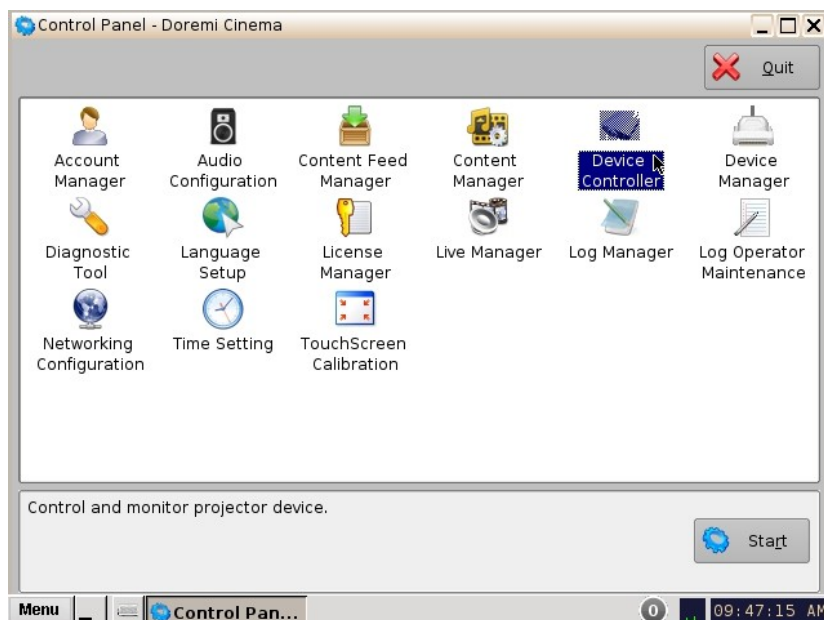 Control Panel - Doremi Cinema
Quit
Account
Manager
Audio
Configuration
Content Feed
Manager
Content
Manager
Device
Controller
Device
Manager
Diagnostic
Tool
Language
Setup
License
Manager
Live Manager
Log Manager
Log Operator
Maintenance
Networking
Configuration
Time Setting
TouchScreen
Calibration
Control and monitor projector device.
Start
Menu
Control Pan...
0
09:47:15 AM